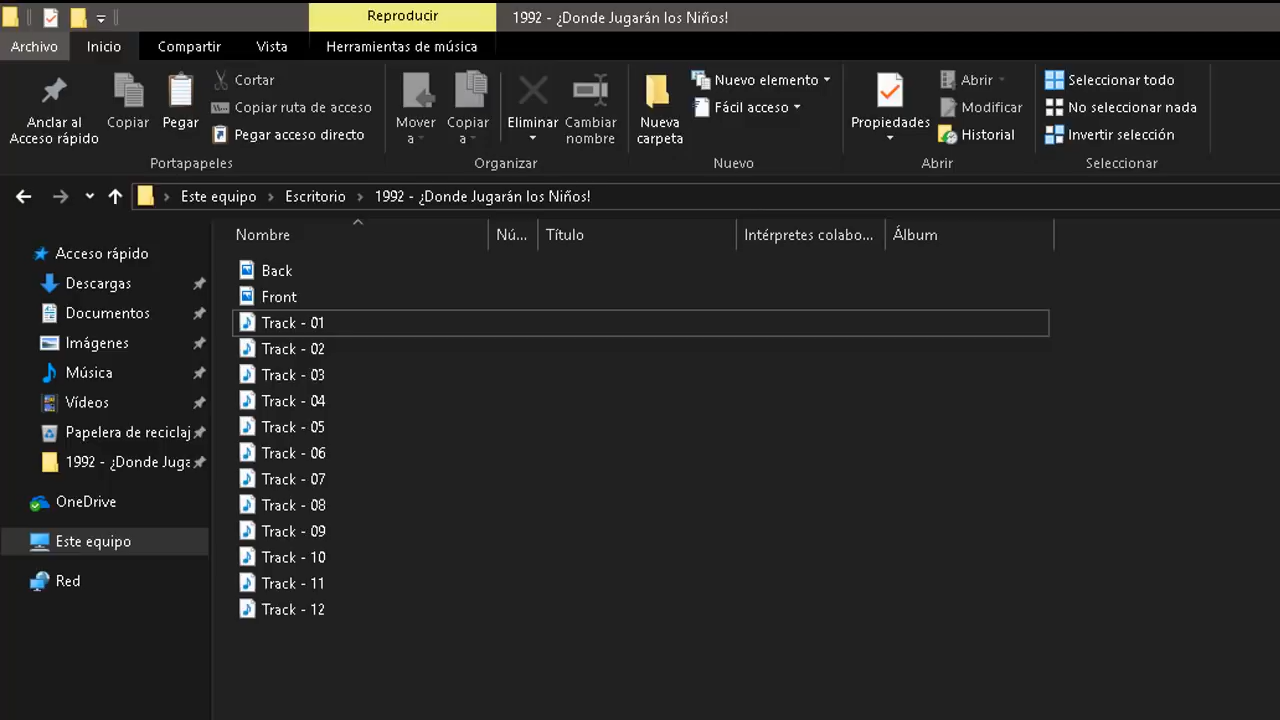 Reproducir
1992 - ¿Donde Jugarán los Niños!
Archivo
Inicio
Compartir
Vista
Herramientas de música
Anclar al
Acceso rápido
Copiar
Pegar
Cortar
Copiar ruta de acceso
Pegar acceso directo
Portapapeles
Mover
a
Copiar
a
Eliminar
Cambiar
nombre
Organizar
Nueva
carpeta
Nuevo elemento
Fácil acceso
Nuevo
Propiedades
Abrir
Modificar
Historial
Abrir
Seleccionar todo
No seleccionar nada
Invertir selección
Seleccionar
Este equipo
Escritorio
1992 - ¿Donde Jugarán los Niños!
Acceso rápido
Descargas
Documentos
Imágenes
Música
Vídeos
Papelera de reciclaj
1992 - ¿Donde Juga
OneDrive
Este equipo
Red
Nombre
Nú...
Título
Intérpretes colabo...
Álbum
Back
Front
Track - 01
Track - 02
Track - 03
Track - 04
Track - 05
Track - 06
Track - 07
Track - 08
Track - 09
Track - 10
Track - 11
Track - 12